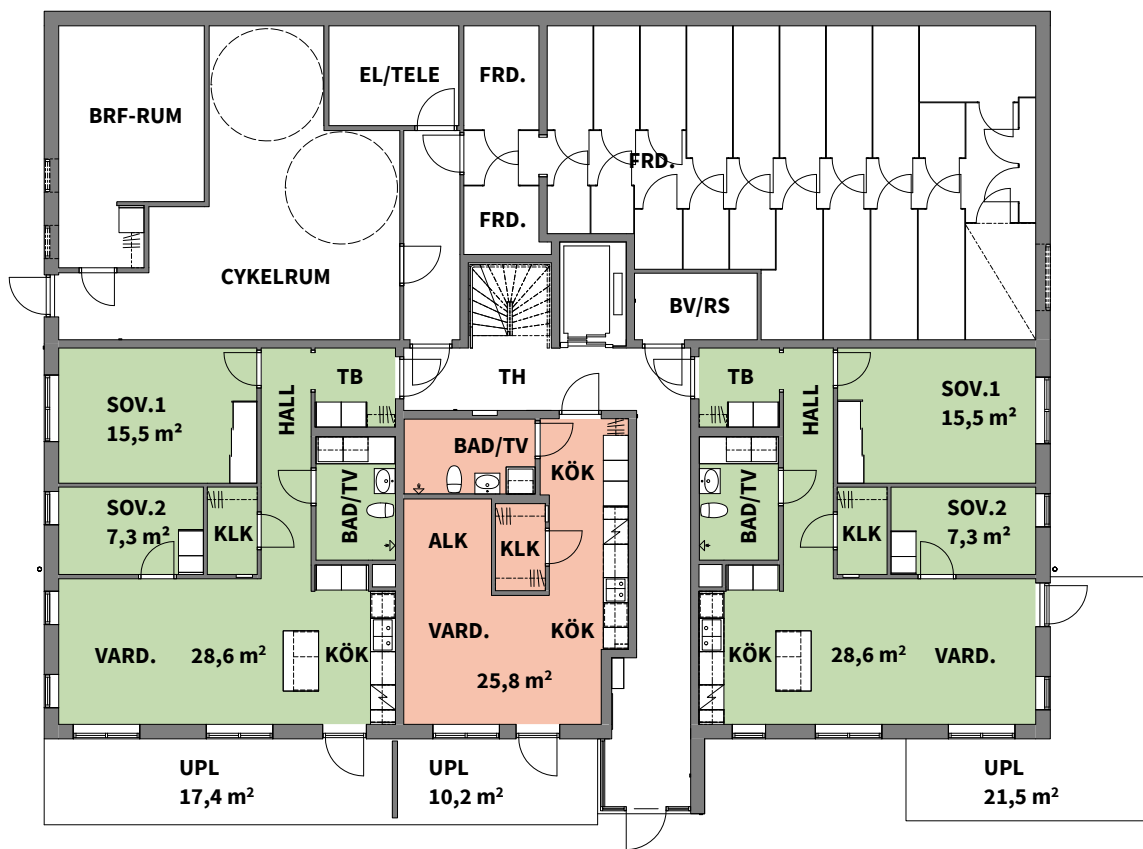 EL/TELE
FRD.
BRF-RUM
FRD.
FRD.
CYKELRUM
BV/RS
TB
TH
TB
SOV.1
15,5 m²
HALL
HALL
SOV.1
15,5 m²
BAD/TV
KÖK
SOV.2
7,3 m²
KLK
BAD/TV
ALK
KLK
BAD/TV
KLK
SOV.2
7,3 m²
VARD.
28,6 m²
KÖK
VARD.
KÖK
25,8 m²
KÖK
28,6 m²
VARD.
UPL
17,4 m²
UPL
10,2 m²
UPL
21,5 m²